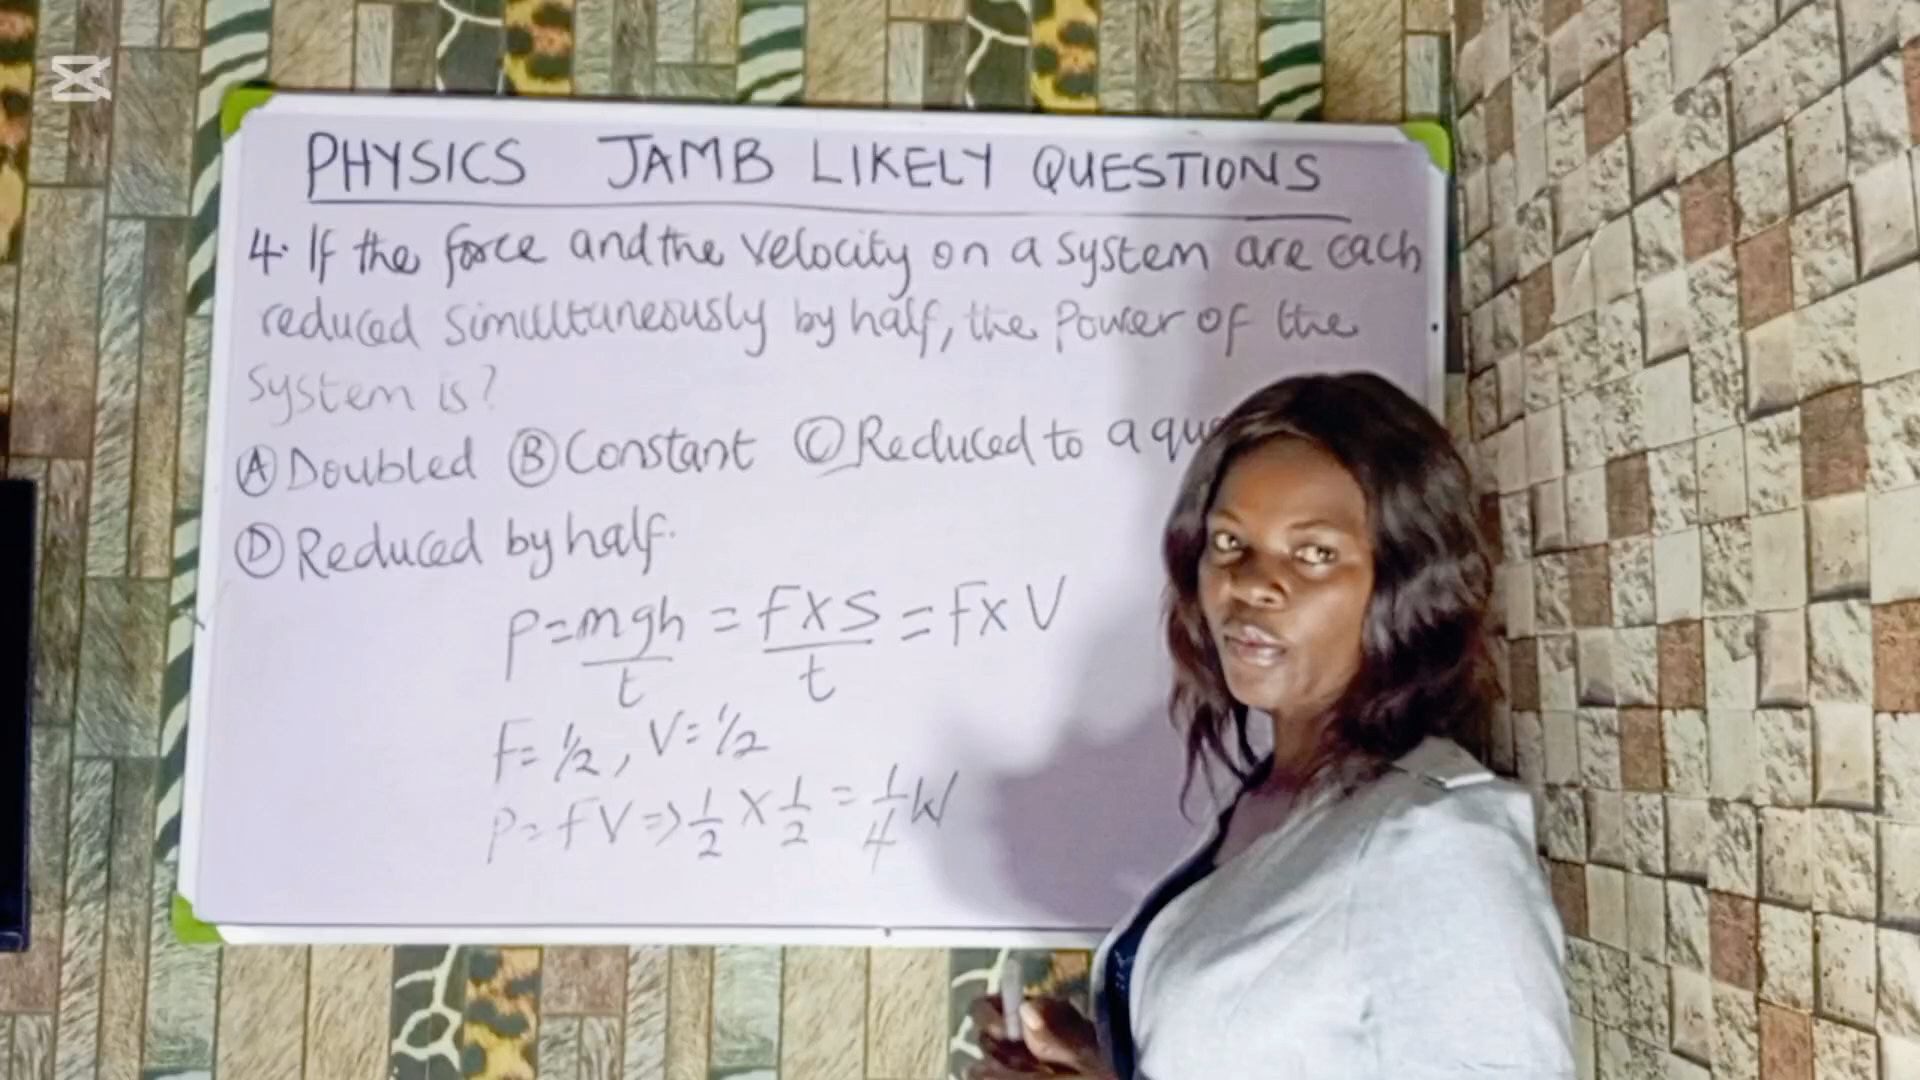 PHYSICS JAMB LIKELY QUESTIONS
4. If the force and the velocity on a system are each
reduced simultaneously by half, the Power of the
system is?
Ⓐ Doubled Ⓑ Constant Ⓒ Reduced to a
Ⓓ Reduced by half.
P = mgh/t = F X S/t = F X V
F = 1/2, V = 1/2
P = FV => 1/2 X 1/2 = 1/4 W